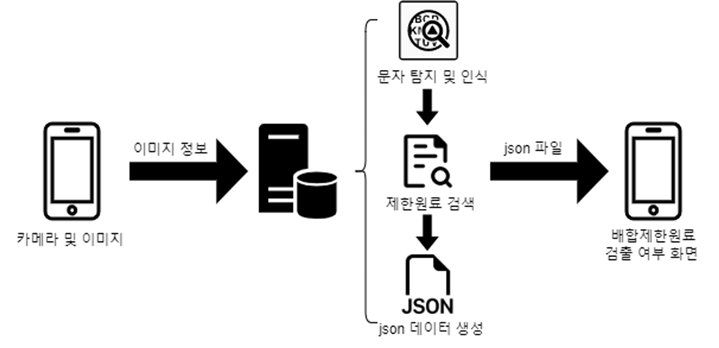 BCD
KN
TUV
문자 탐지 및 인식
이미지 정보
json 파일
제한원료 검색
카메라 및 이미지
배합제한원료
검출 여부 화면
JSON
json 데이터 생성